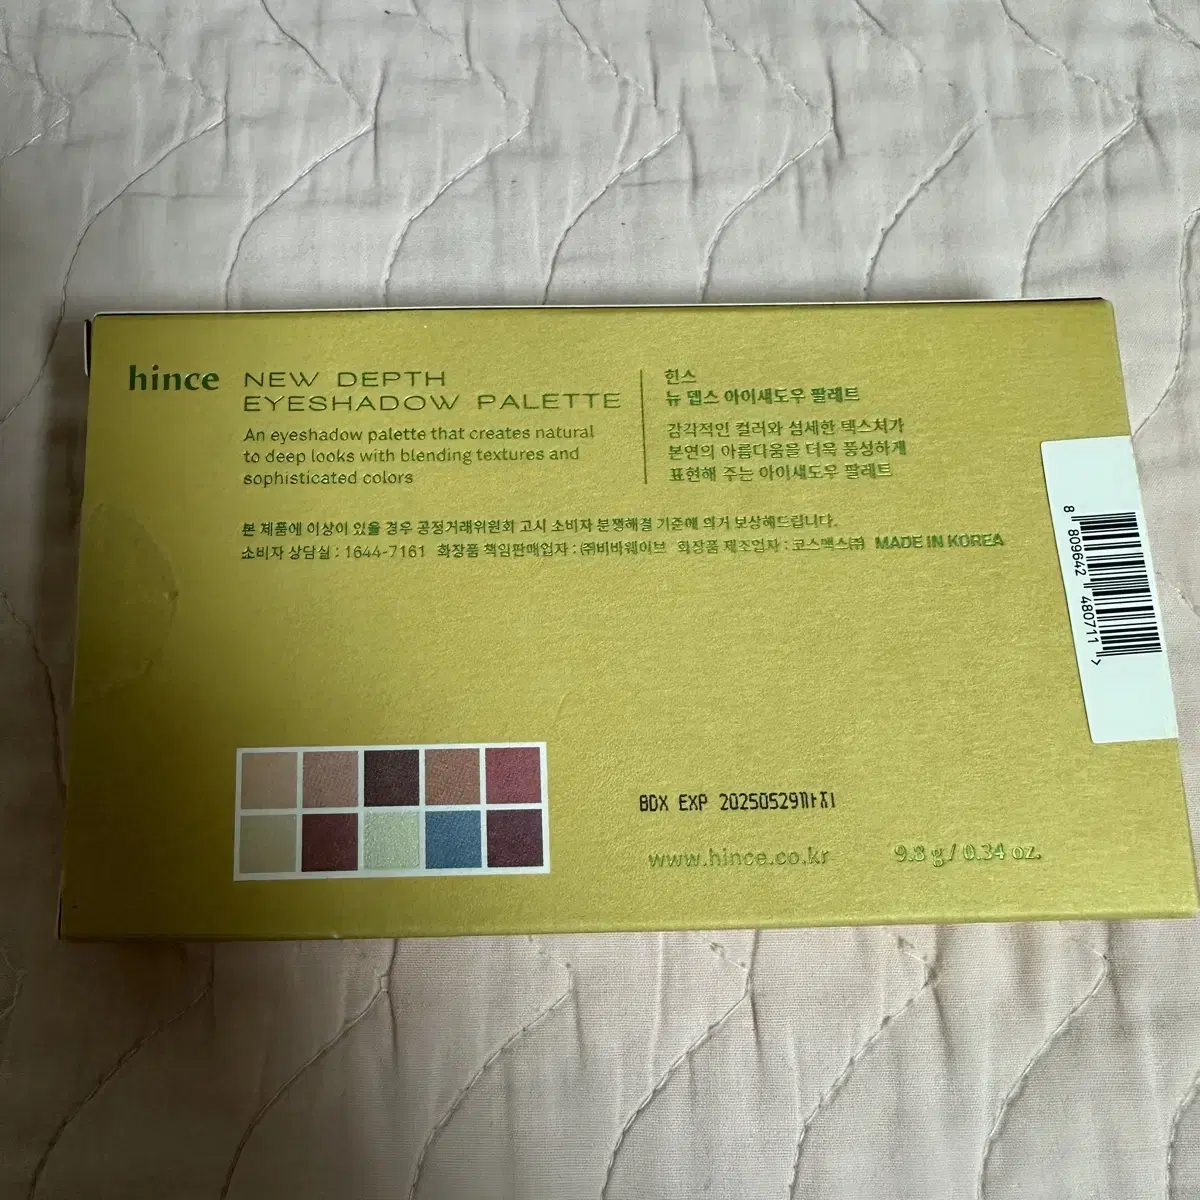 hince
NEW DEPTH
EYESHADOW PALETTE
An eyeshadow palette that creates natural
to deep looks with blending textures and
sophisticated colors
힌스
뉴 뎁스 아이섀도우 팔레트
감각적인 컬러와 섬세한 텍스처가
본연의 아름다움을 더욱 풍성하게
표현해 주는 아이섀도우 팔레트
본 제품에 이상이 있을 경우 공정거래위원회 고시 소비자 분쟁해결 기준에 의거 보상해드립니다.
소비자 상담실 : 1644-7161 화장품 책임판매업자 : ㈜비바웨이브 화장품 제조업자 : 코스맥스㈜ MADE IN KOREA
8 809642 480711 >
8DX EXP 20250529까지
www.hince.co.kr 9.8 g / 0.34 oz.